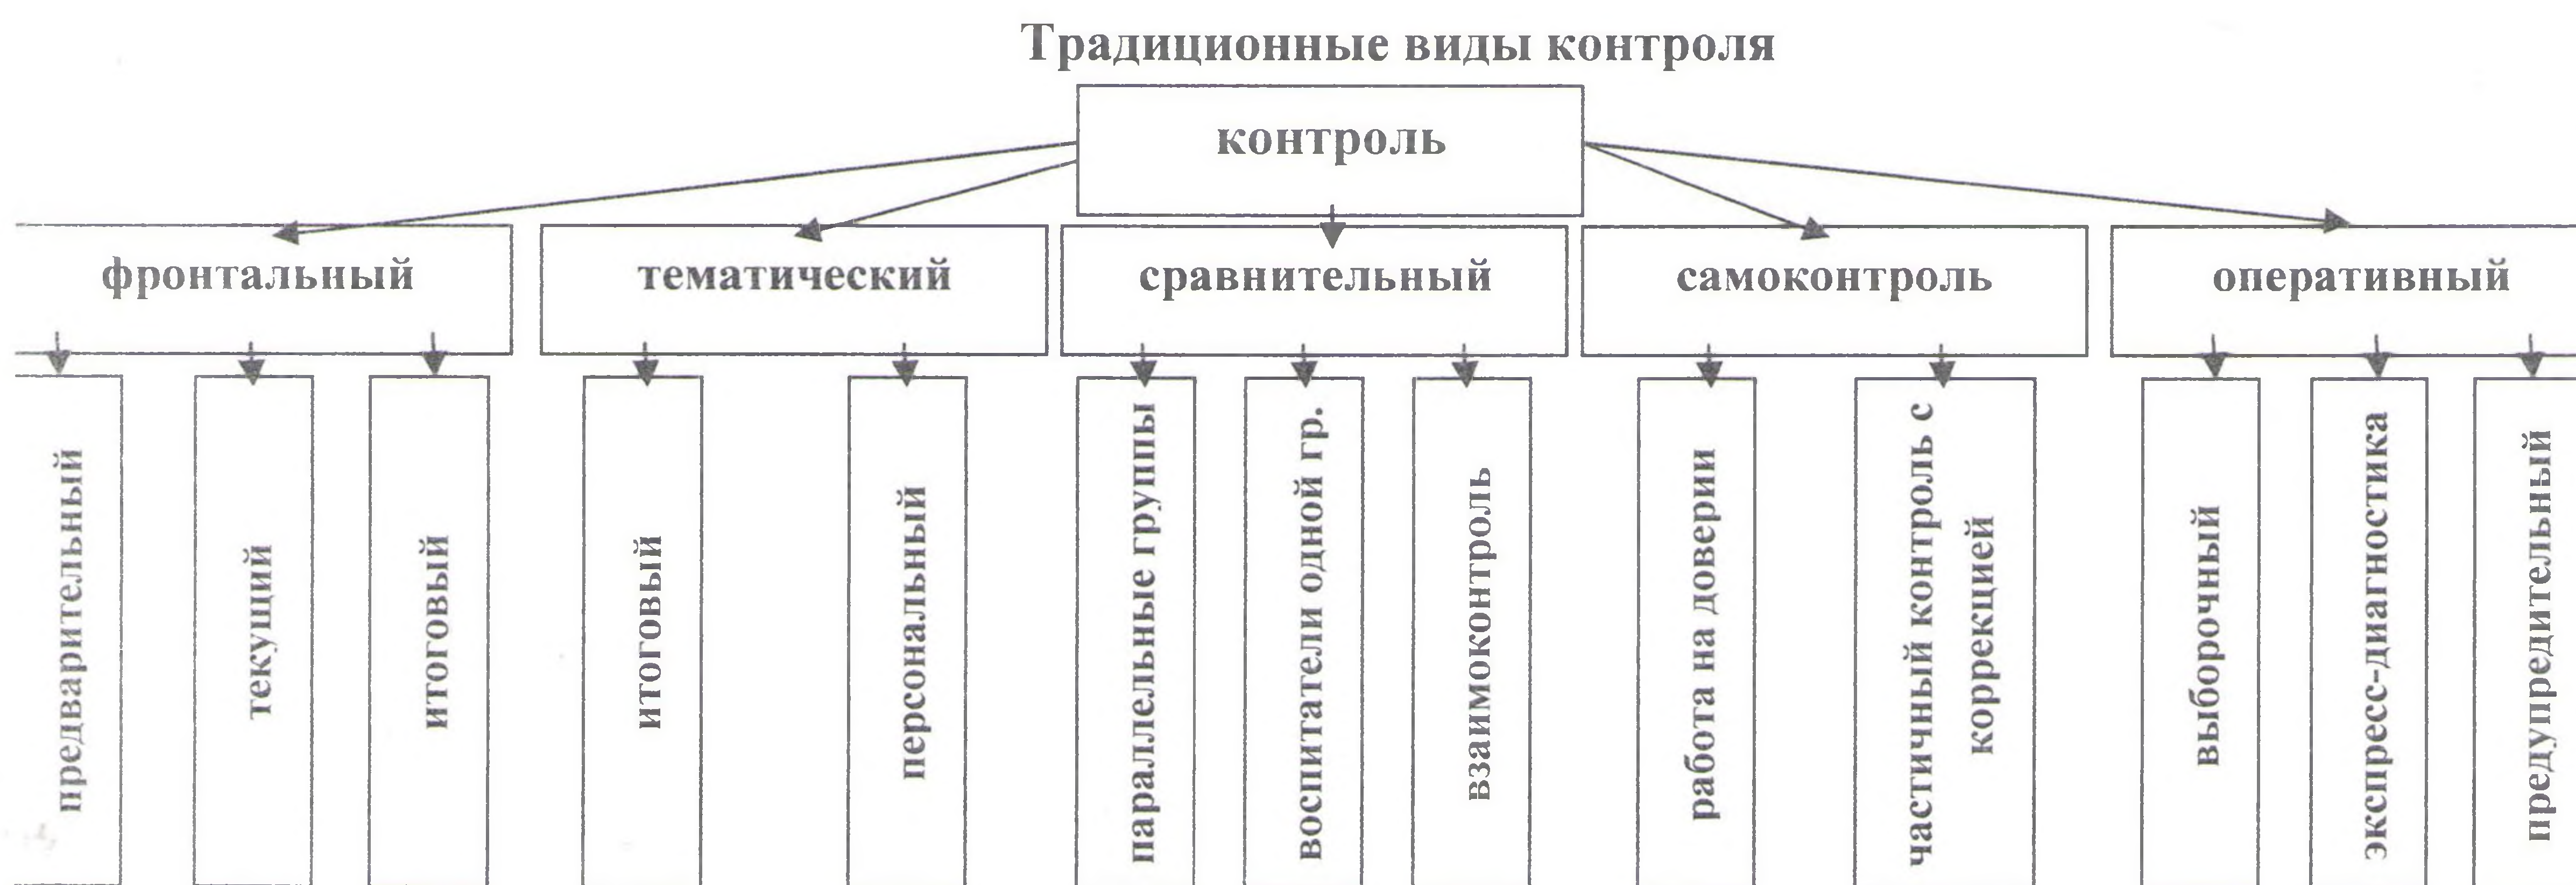 Традиционные виды контроля
контроль
фронтальный
тематический
сравнительный
самоконтроль
оперативный
предварительный
текущий
итоговый
итоговый
персональный
параллельные группы
воспитатели одной гр.
взаимоконтроль
работа на доверии
частичный контроль с
коррекцией
выборочный
экспресс-диагностика
предупредительный